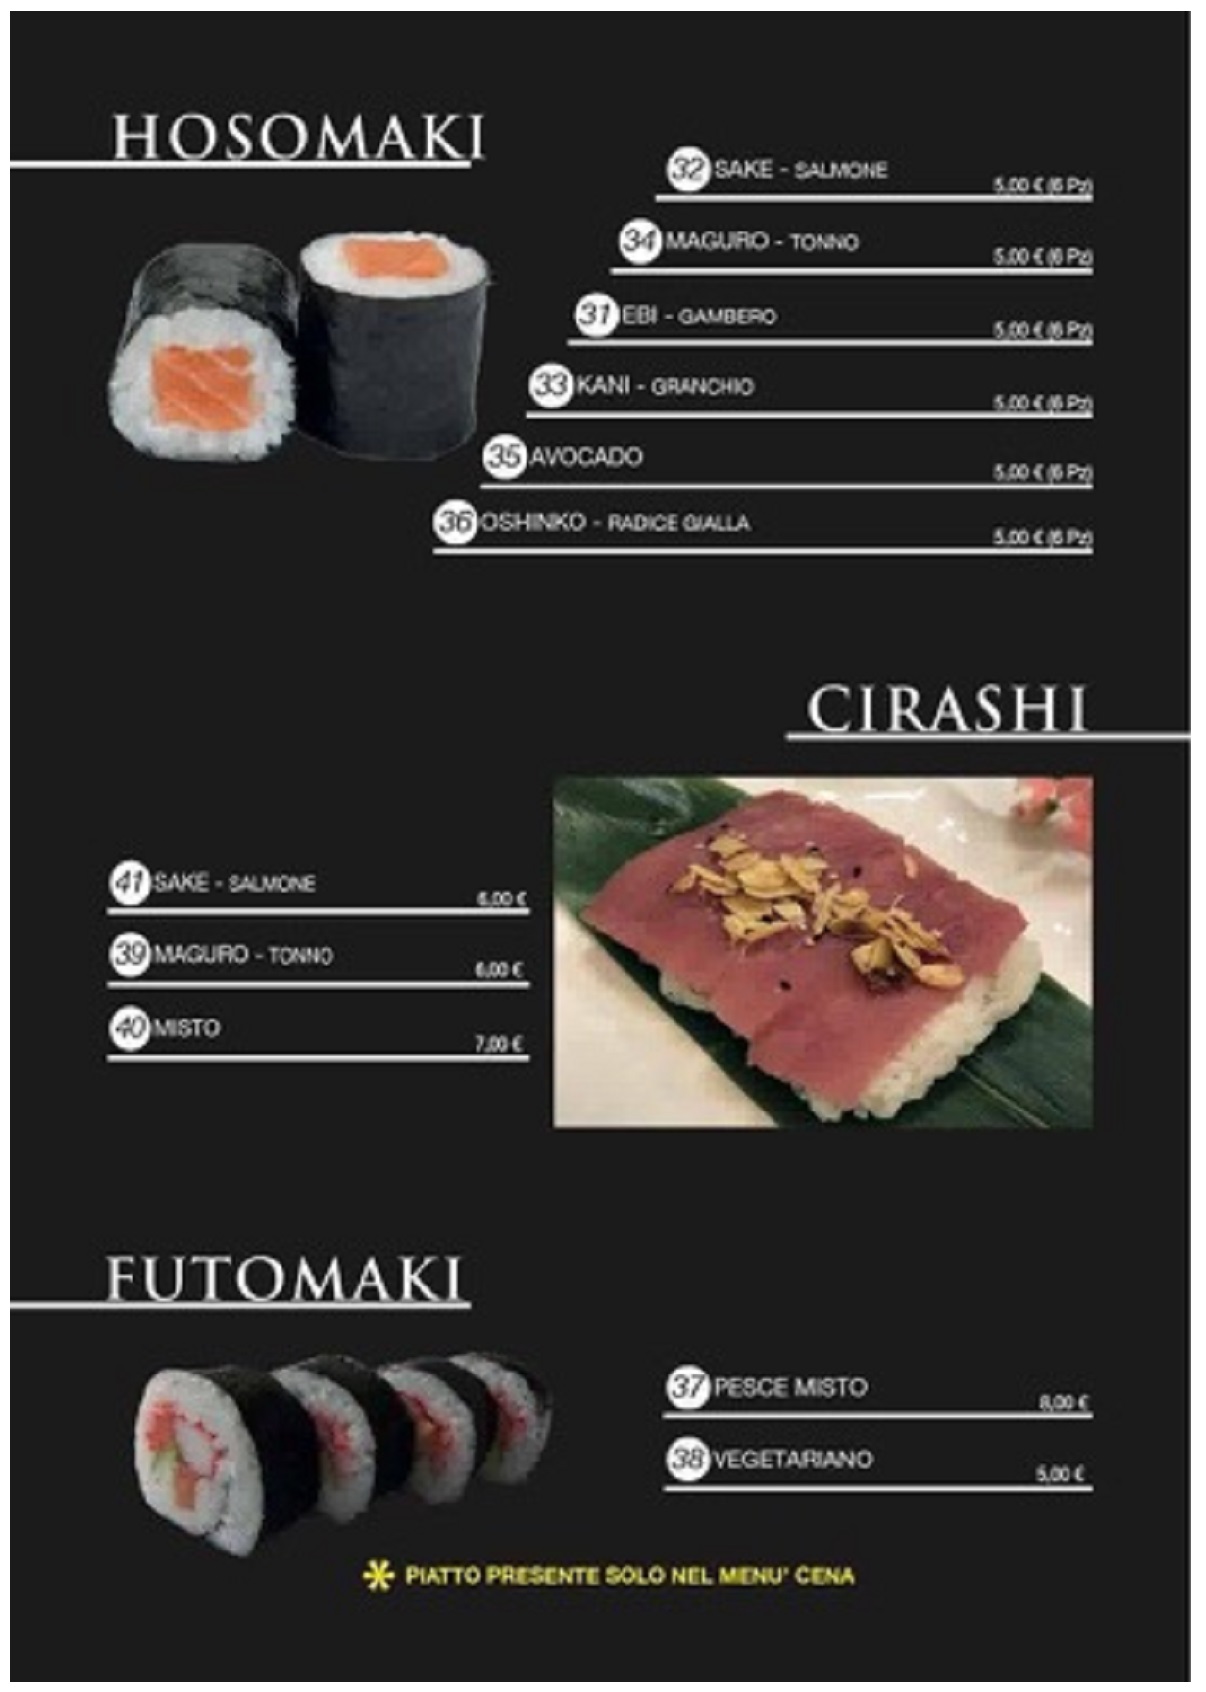 HOSOMAKI
32 SAKE - SALMONE 5,00 € (6 Pz)
34 MAGURO - TONNO 5,00 € (6 Pz)
31 EBI - GAMBERO 5,00 € (6 Pz)
33 KANI - GRANCHIO 5,00 € (6 Pz)
35 AVOCADO 5,00 € (6 Pz)
36 OSHINKO - RADICE GIALLA 5,00 € (6 Pz)
CIRASHI
41 SAKE - SALMONE 6,00 €
39 MAGURO - TONNO 6,00 €
40 MISTO 7,00 €
FUTOMAKI
37 PESCE MISTO 8,00 €
38 VEGETARIANO 5,00 €
* PIATTO PRESENTE SOLO NEL MENU' CENA